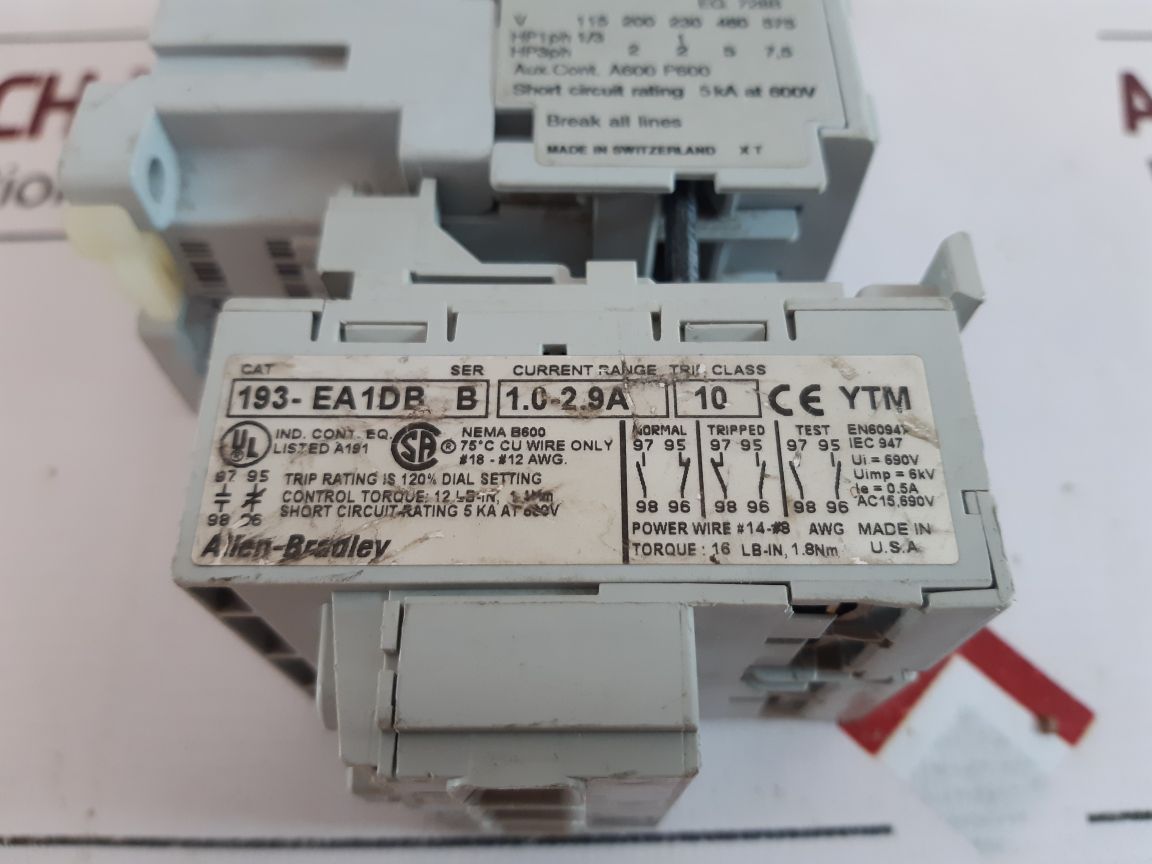 EQ. 728R
V 115 200 230 460 575
HP1ph 1/3 1
HP3ph 2 2 5 7,5
Aux.Cont. A600 P600
Short circuit rating 5kA at 600V
Break all lines
MADE IN SWITZERLAND X T
CH
tion
A
CAT SER CURRENT RANGE TRIP CLASS
193- EA1DB B 1.0-2.9A 10 CE YTM
UL IND. CONT. EQ.
LISTED A191
SA ® NEMA B600
75°C CU WIRE ONLY
#18 - #12 AWG.
97 95
98 96
TRIP RATING IS 120% DIAL SETTING
CONTROL TORQUE: 12 LB-IN,
SHORT CIRCUIT RATING 5 KA AT 600V
Allen-Bradley
NORMAL TRIPPED TEST
97 95 97 95 97 95
98 96 98 96 98 96
EN60947
IEC 947
Ui = 690V
Uimp = 6kV
Ie = 0.5A
AC15,690V
POWER WIRE #14-#8 AWG MADE IN
TORQUE : 16 LB-IN, 1.8Nm U.S.A